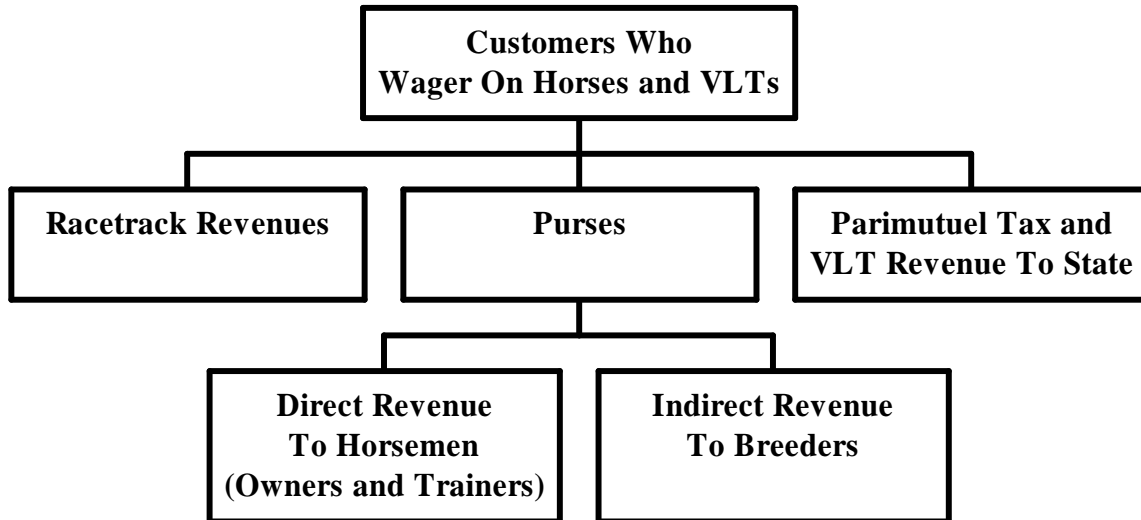 Customers Who
Wager On Horses and VLTs
Racetrack Revenues
Purses
Parimutuel Tax and
VLT Revenue To State
Direct Revenue
To Horsemen
(Owners and Trainers)
Indirect Revenue
To Breeders